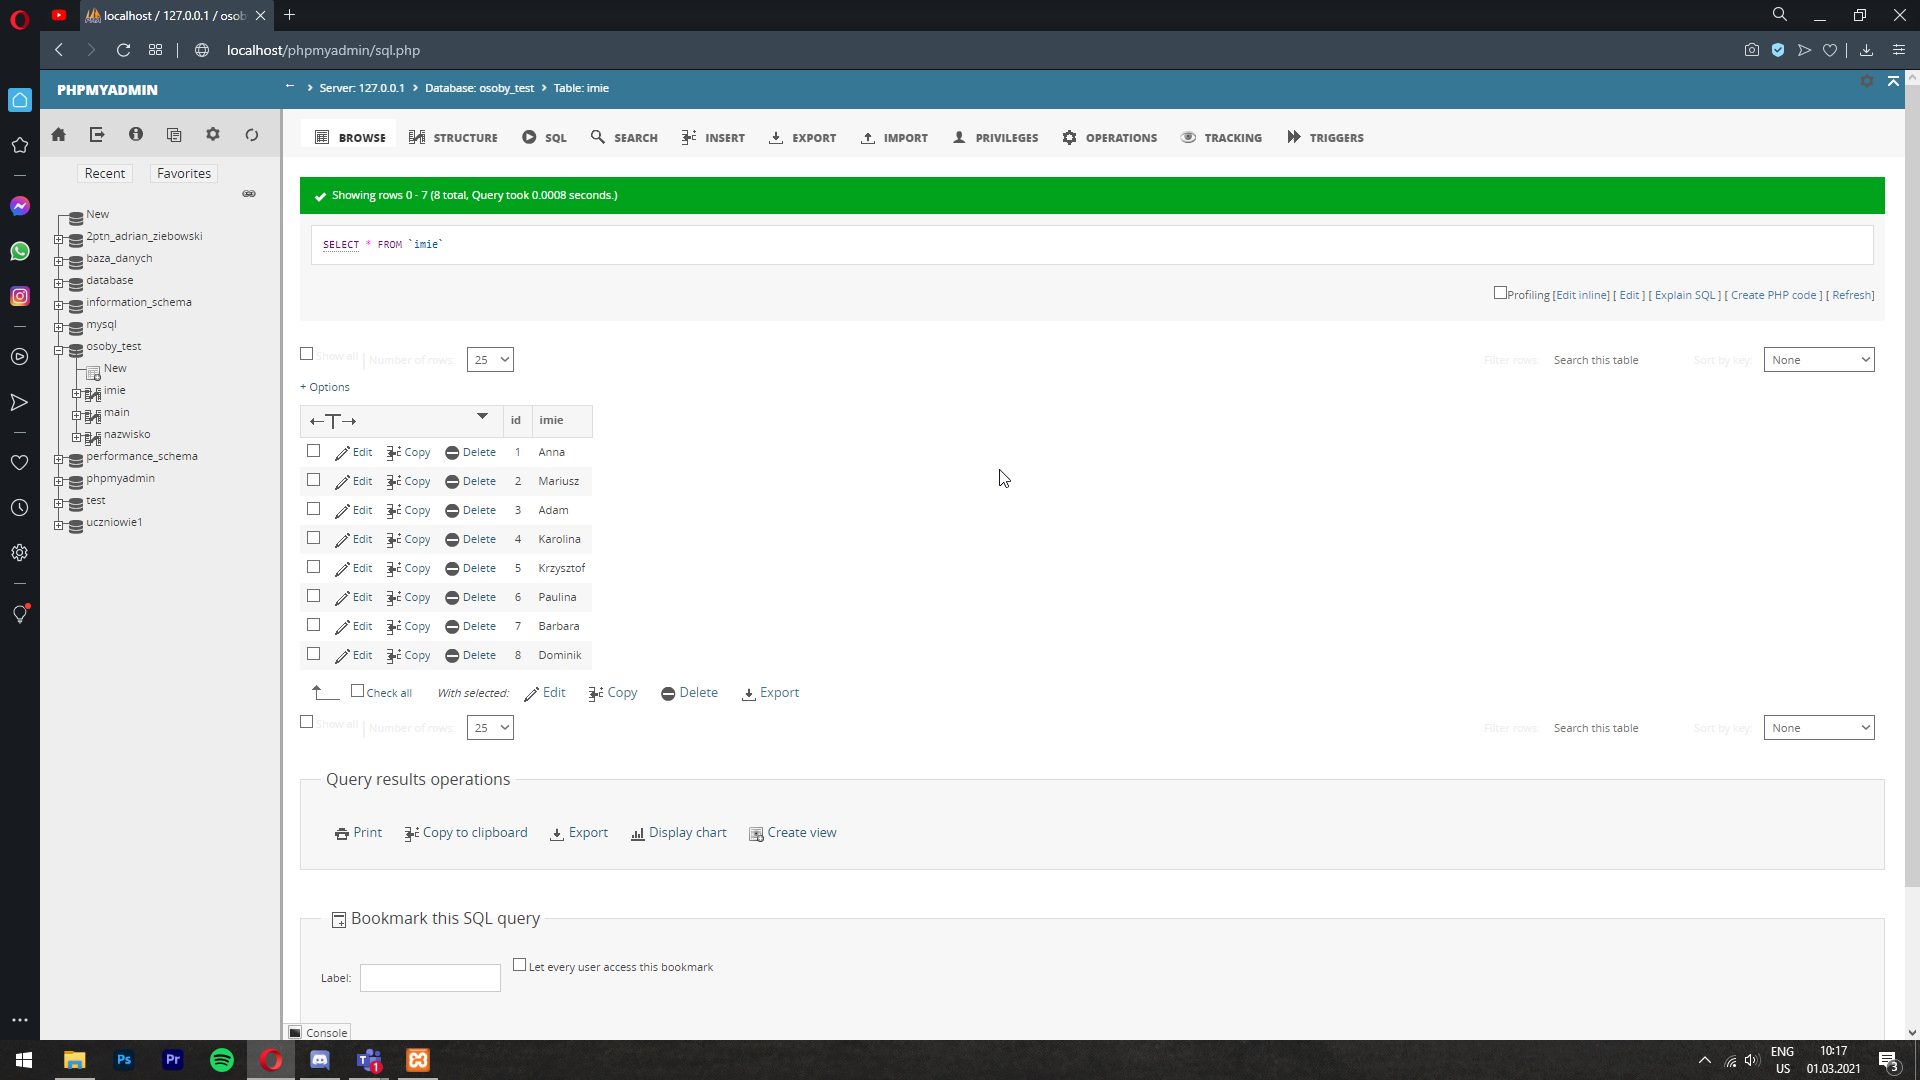 localhost / 127.0.0.1 / osob
localhost/phpmyadmin/sql.php
PHPMYADMIN
Server: 127.0.0.1 Database: osoby_test Table: imie
BROWSE STRUCTURE SQL SEARCH INSERT EXPORT IMPORT PRIVILEGES OPERATIONS TRACKING TRIGGERS
Recent Favorites
New
2ptn_adrian_ziebowski
baza_danych
database
information_schema
mysql
osoby_test
New
imie
main
nazwisko
performance_schema
phpmyadmin
test
uczniowie1
Showing rows 0 - 7 (8 total, Query took 0.0008 seconds.)
SELECT * FROM `imie`
Profiling [Edit inline] [ Edit ] [ Explain SQL ] [ Create PHP code ] [ Refresh]
Show all | Number of rows: 25 Filter rows: Search this table Sort by key: None
+ Options
←T→ id imie
Edit Copy Delete 1 Anna
Edit Copy Delete 2 Mariusz
Edit Copy Delete 3 Adam
Edit Copy Delete 4 Karolina
Edit Copy Delete 5 Krzysztof
Edit Copy Delete 6 Paulina
Edit Copy Delete 7 Barbara
Edit Copy Delete 8 Dominik
Check all With selected: Edit Copy Delete Export
Show all | Number of rows: 25 Filter rows: Search this table Sort by key: None
Query results operations
Print Copy to clipboard Export Display chart Create view
Bookmark this SQL query
Label: Let every user access this bookmark
Console
Ps Pr T 1
ENG 10:17
US 01.03.2021 3